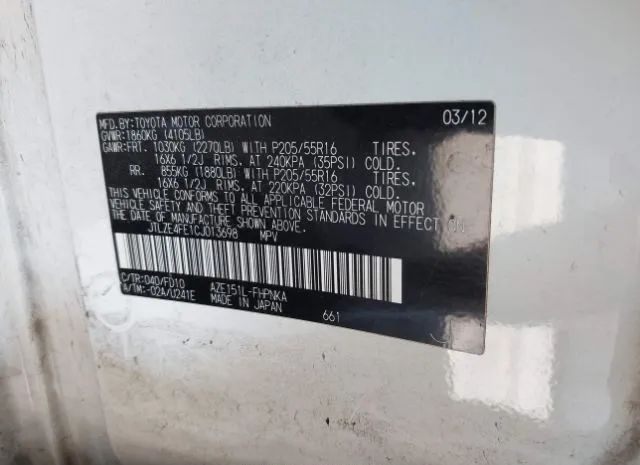 MFD.BY:TOYOTA MOTOR CORPORATION 03/12
GVWR:1860KG (4105LB)
GAWR:FRT. 1030KG (2270LB) WITH P205/55R16 TIRES,
16X6 1/2J RIMS, AT 240KPA (35PSI) COLD.
RR. 855KG (1880LB) WITH P205/55R16 TIRES,
16X6 1/2J RIMS, AT 220KPA (32PSI) COLD.
THIS VEHICLE CONFORMS TO ALL APPLICABLE FEDERAL MOTOR
VEHICLE SAFETY AND THEFT PREVENTION STANDARDS IN EFFECT ON
THE DATE OF MANUFACTURE SHOWN ABOVE.
JTLZE4FE1CJ013698 MPV
C/TR:040/FD10 AZE151L-FHPNKA
A/TM:-02A/U241E MADE IN JAPAN
661